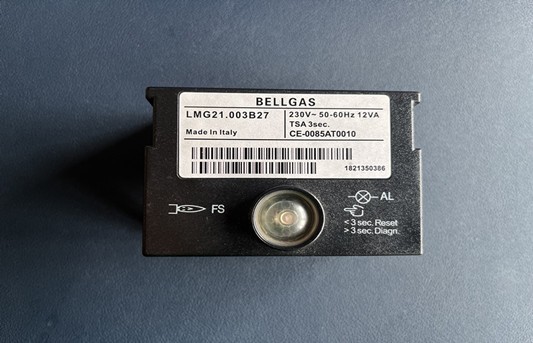 BELLGAS
LMG21.003B27
Made in Italy
230V~ 50-60Hz 12VA
TSA 3sec.
CE-0085AT0010
1821350386
FS
AL
< 3 sec. Reset
> 3 sec. Diagn.